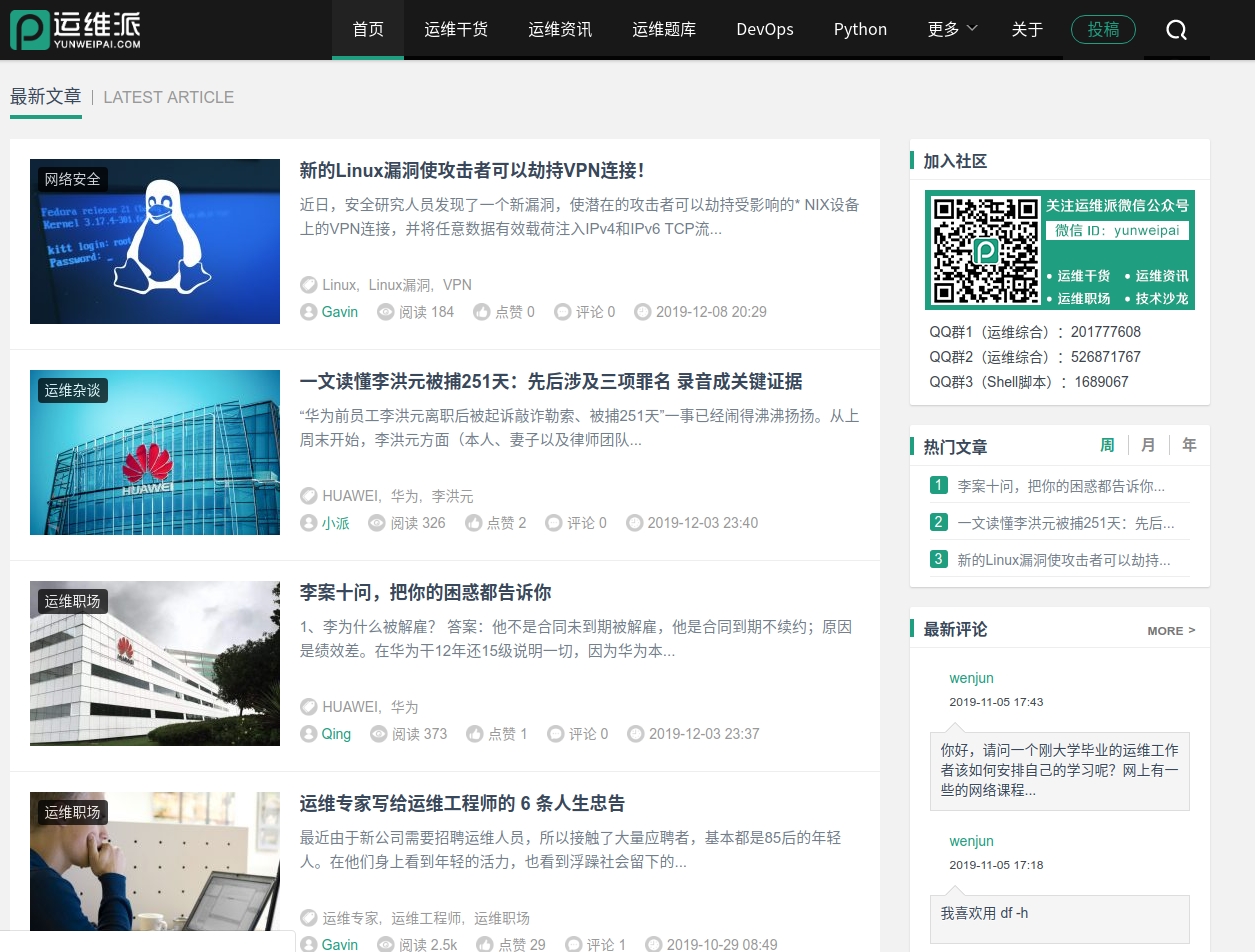 运维派
YUNWEIPAI.COM
首页 运维干货 运维资讯 运维题库 DevOps Python 更多 关于 投稿
最新文章 | LATEST ARTICLE
网络安全
Fedora release 21
Kernel 3.17.4-301
kitt login: root
Password: _
新的Linux漏洞使攻击者可以劫持VPN连接！
近日，安全研究人员发现了一个新漏洞，使潜在的攻击者可以劫持受影响的* NIX设备
上的VPN连接，并将任意数据有效载荷注入IPv4和IPv6 TCP流...
Linux, Linux漏洞, VPN
Gavin 阅读 184 点赞 0 评论 0 2019-12-08 20:29
运维杂谈
HUAWEI
一文读懂李洪元被捕251天：先后涉及三项罪名 录音成关键证据
“华为前员工李洪元离职后被起诉敲诈勒索、被捕251天”一事已经闹得沸沸扬扬。从上
周末开始，李洪元方面（本人、妻子以及律师团队...
HUAWEI, 华为, 李洪元
小派 阅读 326 点赞 2 评论 0 2019-12-03 23:40
运维职场
李案十问，把你的困惑都告诉你
1、李为什么被解雇？ 答案：他不是合同未到期被解雇，他是合同到期不续约；原因
是绩效差。在华为干12年还15级说明一切，因为华为本...
HUAWEI, 华为
Qing 阅读 373 点赞 1 评论 0 2019-12-03 23:37
运维职场
运维专家写给运维工程师的 6 条人生忠告
最近由于新公司需要招聘运维人员，所以接触了大量应聘者，基本都是85后的年轻
人。在他们身上看到年轻的活力，也看到浮躁社会留下的...
运维专家, 运维工程师, 运维职场
Gavin 阅读 2.5k 点赞 29 评论 1 2019-10-29 08:49
加入社区
关注运维派微信公众号
微信 ID：yunweipai
• 运维干货 • 运维资讯
• 运维职场 • 技术沙龙
QQ群1（运维综合）：201777608
QQ群2（运维综合）：526871767
QQ群3（Shell脚本）：1689067
热门文章 周 月 年
1 李案十问，把你的困惑都告诉你...
2 一文读懂李洪元被捕251天：先后...
3 新的Linux漏洞使攻击者可以劫持...
最新评论 MORE >
wenjun
2019-11-05 17:43
你好，请问一个刚大学毕业的运维工作
者该如何安排自己的学习呢？网上有一
些的网络课程...
wenjun
2019-11-05 17:18
我喜欢用 df -h